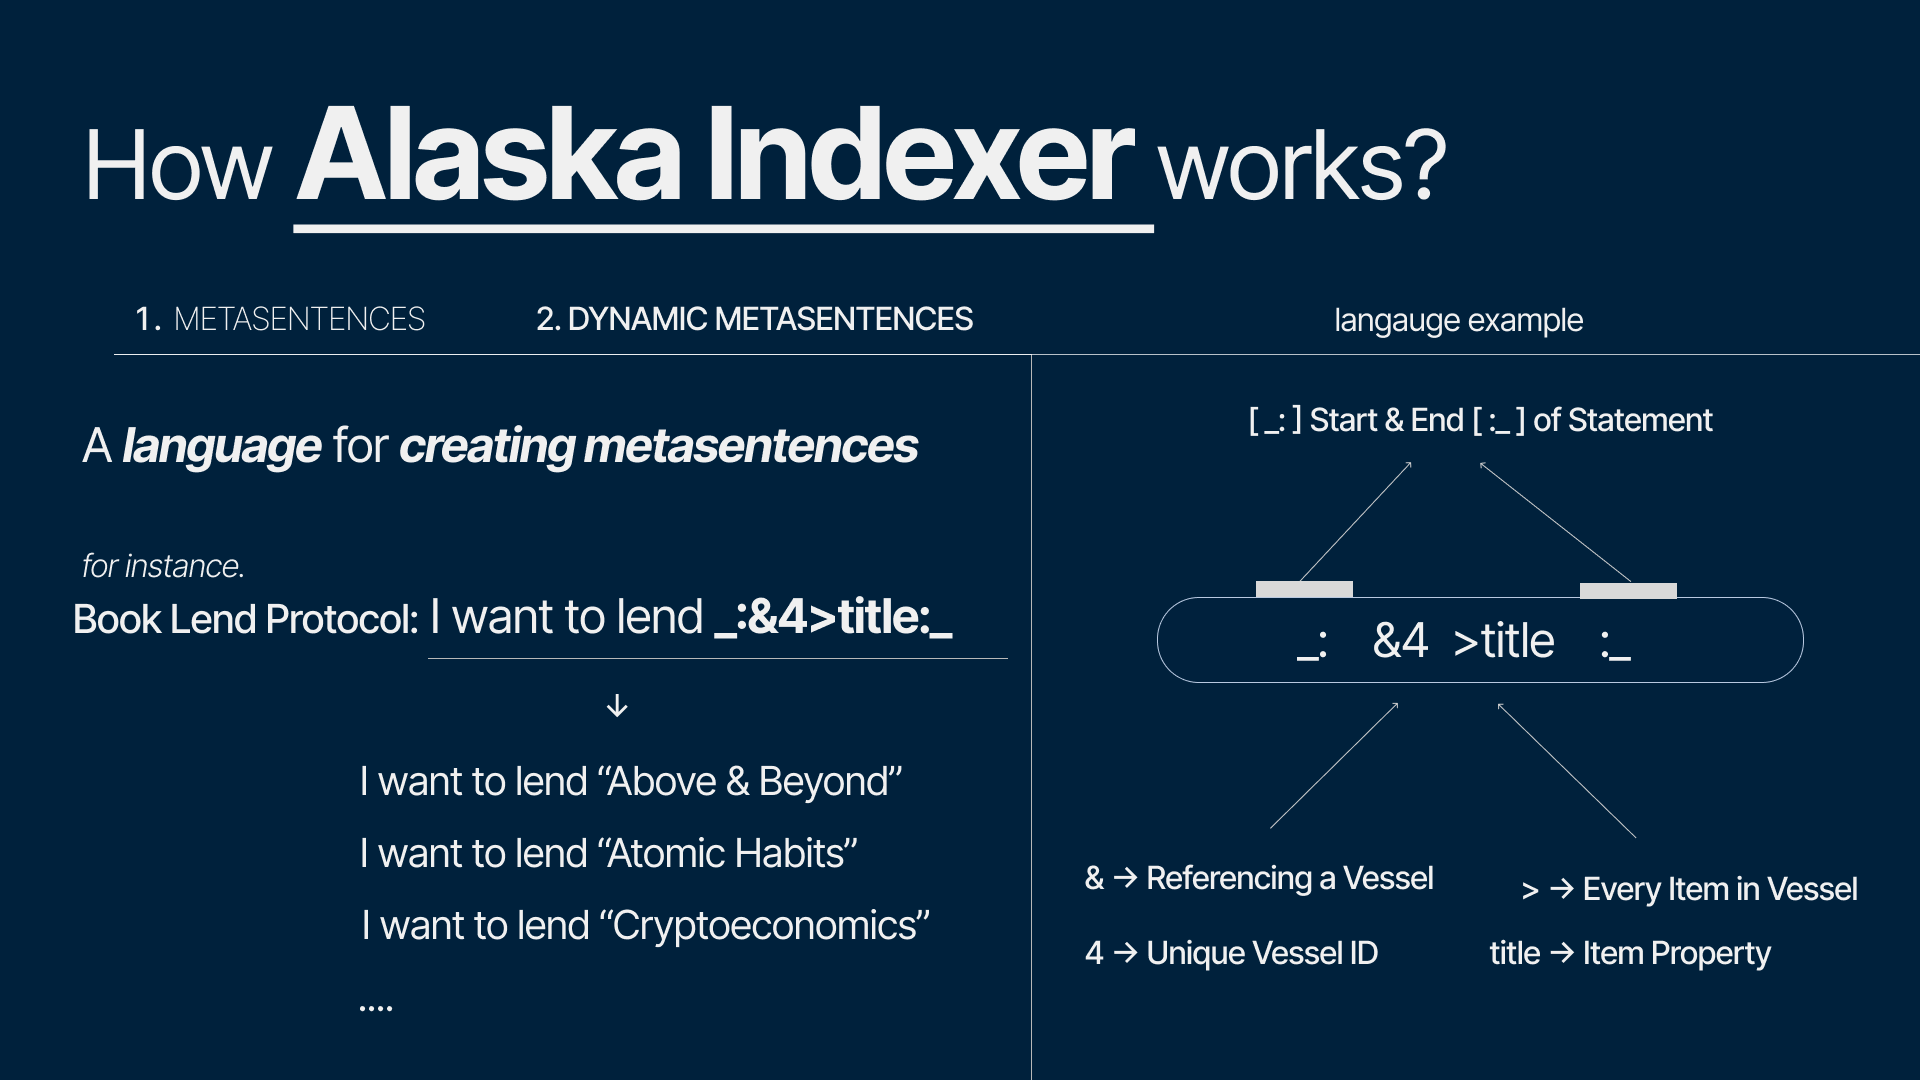 How Alaska Indexer works?
1. METASENTENCES
2. DYNAMIC METASENTENCES
langauge example
A language for creating metasentences
for instance.
Book Lend Protocol: I want to lend _:&4>title:_
↓
I want to lend “Above & Beyond”
I want to lend “Atomic Habits”
I want to lend “Cryptoeconomics”
....
[ _: ] Start & End [ :_ ] of Statement
_: &4 >title :_
& → Referencing a Vessel
4 → Unique Vessel ID
> → Every Item in Vessel
title → Item Property